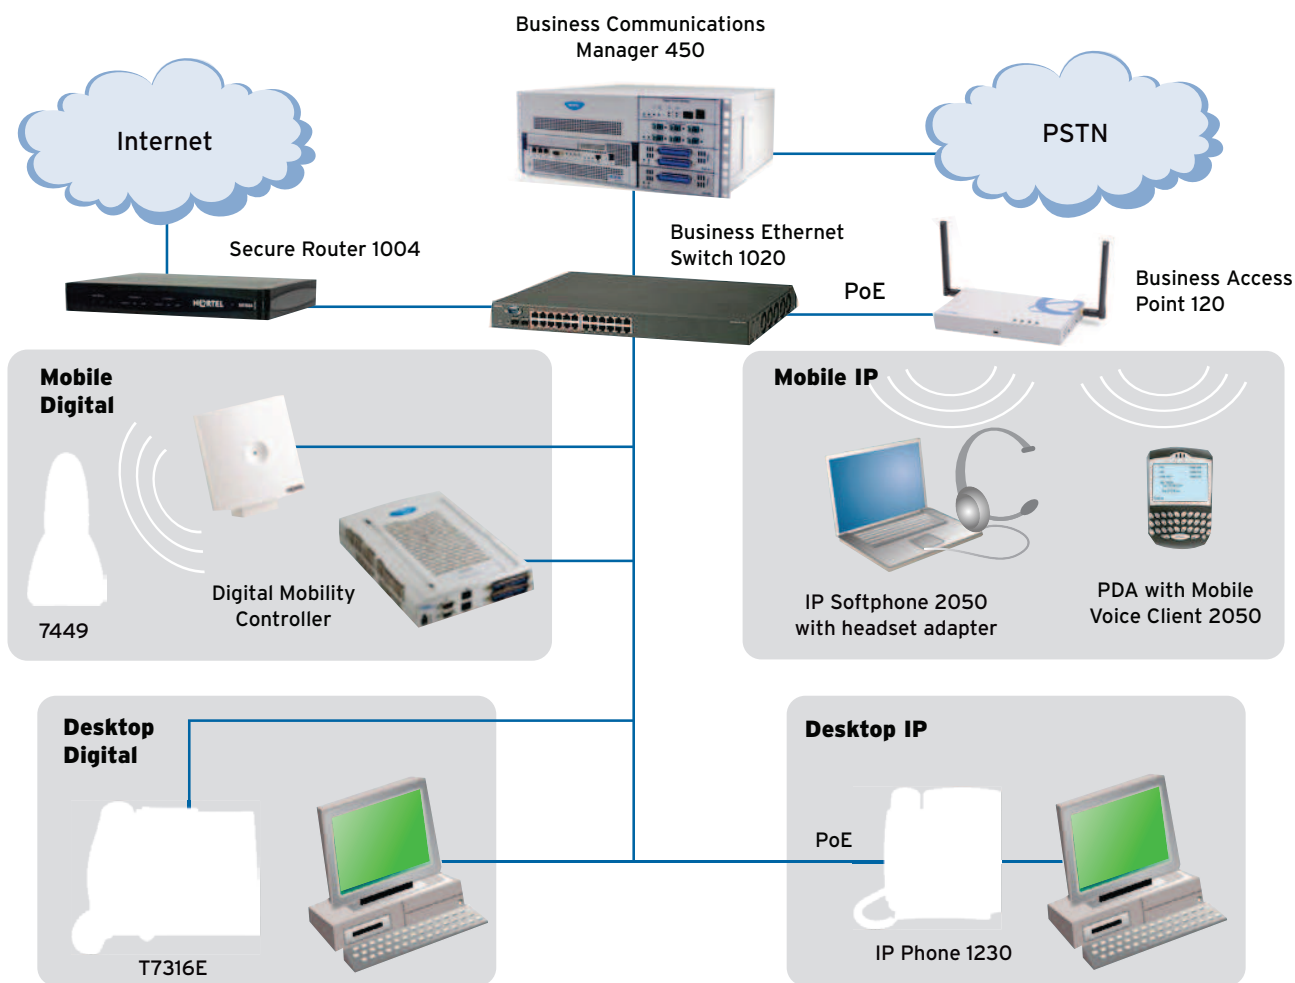 Business Communications
Manager 450
Internet
PSTN
Secure Router 1004
Business Ethernet
Switch 1020
NORTEL
PoE
Business Access
Point 120
Mobile
Digital
7449
Digital Mobility
Controller
Mobile IP
IP Softphone 2050
with headset adapter
PDA with Mobile
Voice Client 2050
Desktop
Digital
T7316E
Desktop IP
PoE
IP Phone 1230